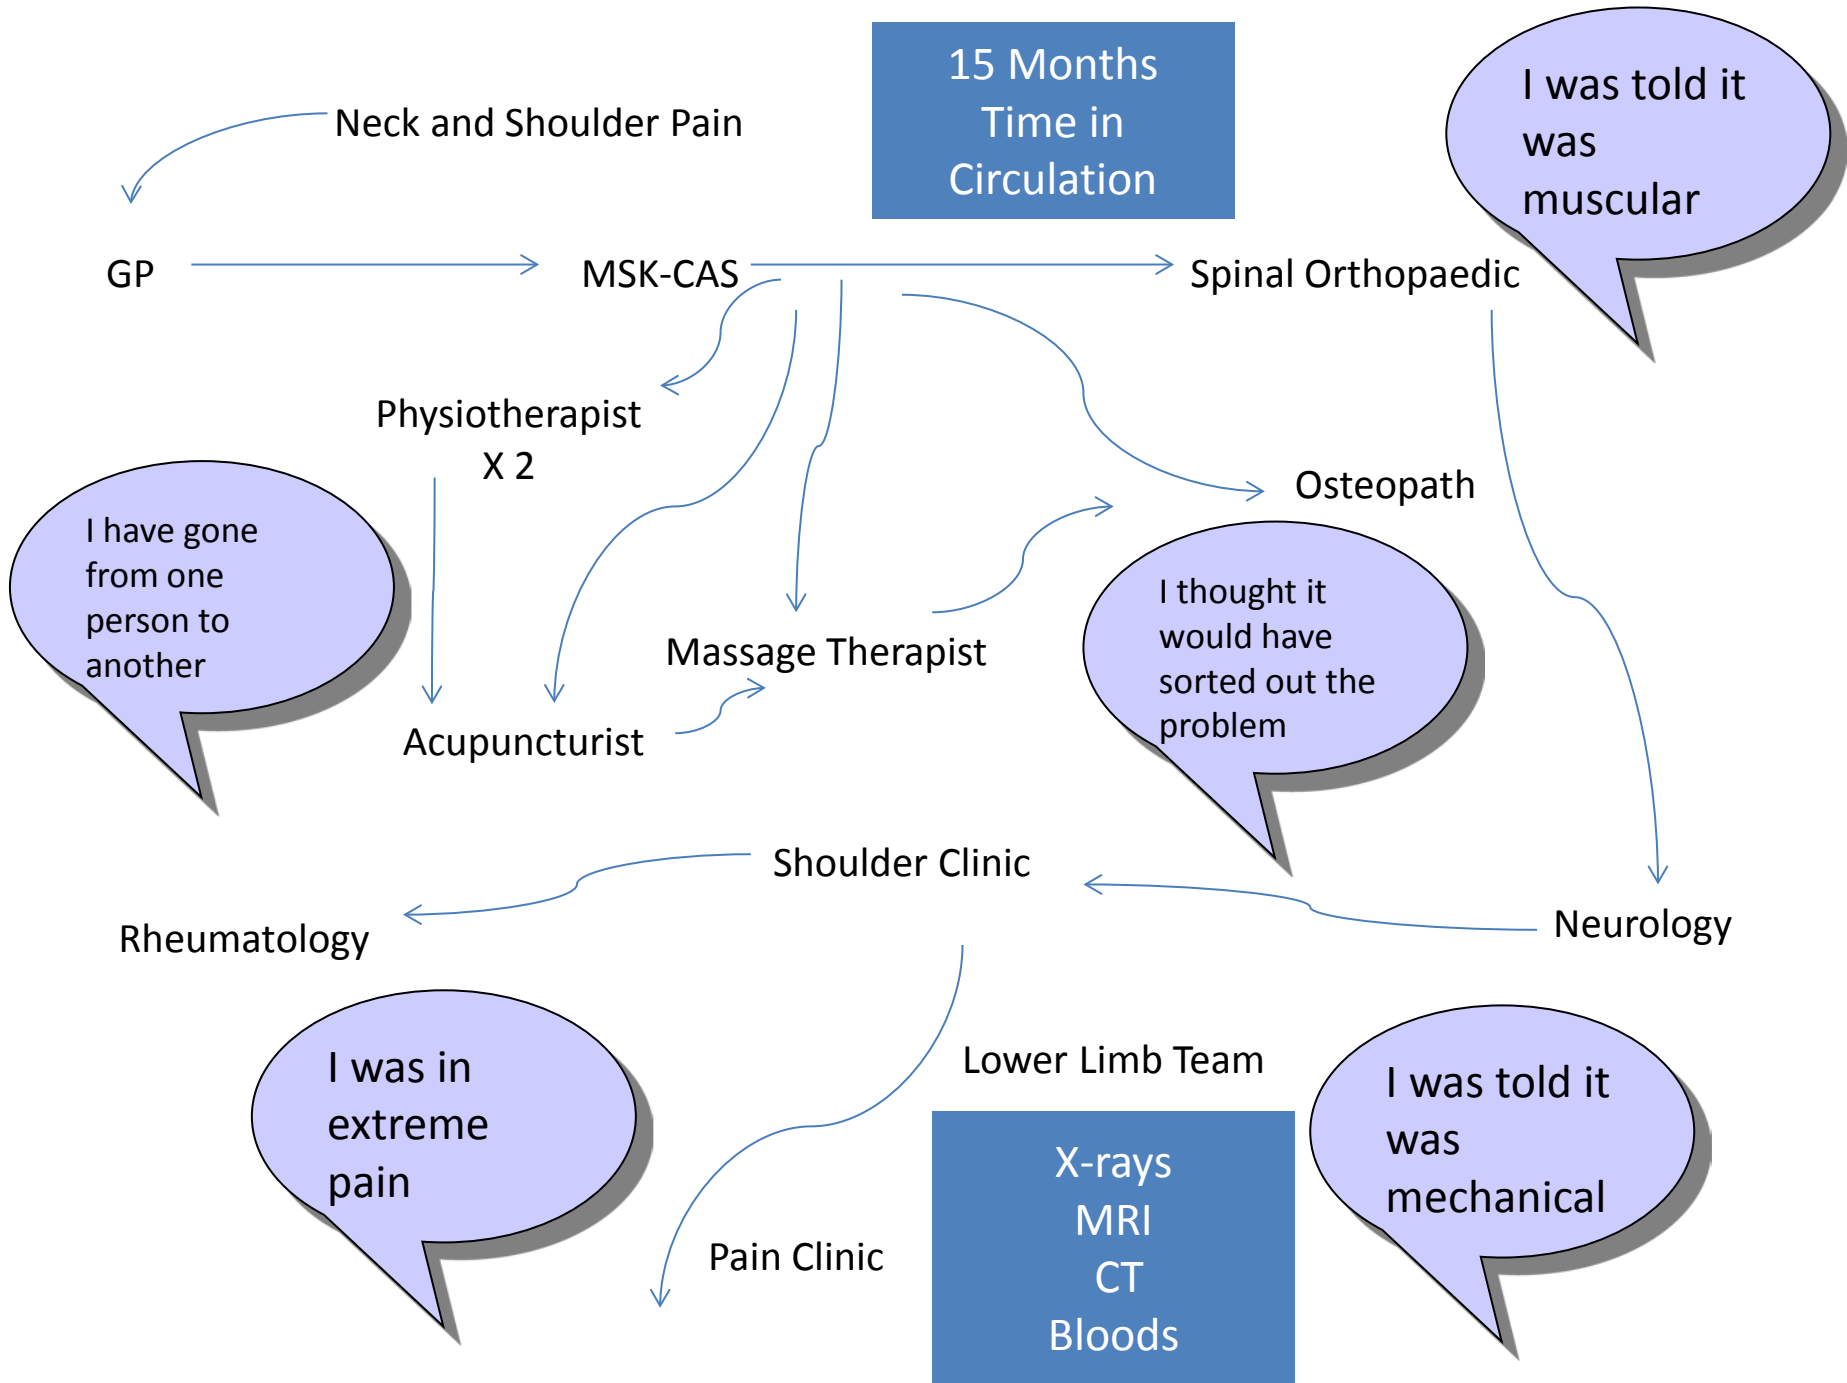 15 Months
Time in
Circulation
I was told it
was
muscular
Neck and Shoulder Pain
GP
MSK-CAS
Spinal Orthopaedic
Physiotherapist
X 2
Osteopath
I have gone
from one
person to
another
I thought it
would have
sorted out the
problem
Massage Therapist
Acupuncturist
Shoulder Clinic
Rheumatology
Neurology
I was in
extreme
pain
Lower Limb Team
I was told it
was
mechanical
X-rays
MRI
CT
Bloods
Pain Clinic